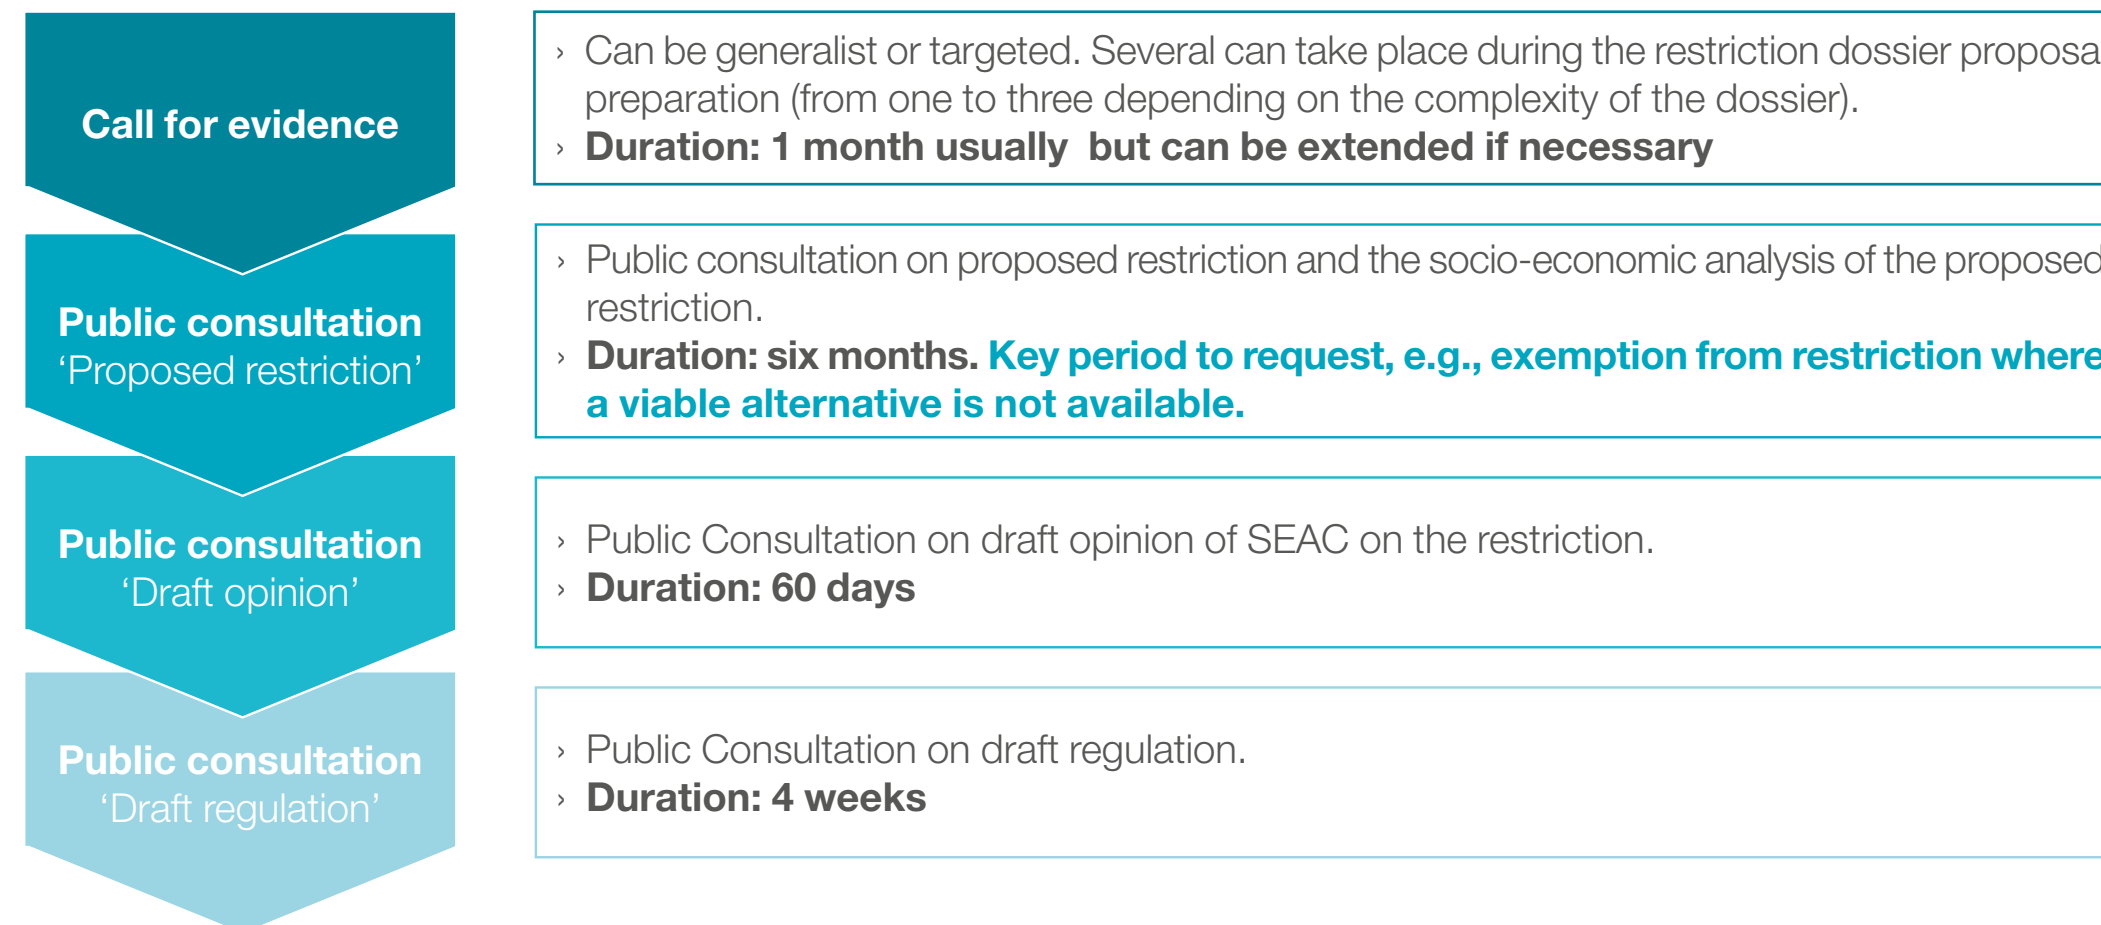 Call for evidence
› Can be generalist or targeted. Several can take place during the restriction dossier proposa
preparation (from one to three depending on the complexity of the dossier).
› Duration: 1 month usually  but can be extended if necessary
Public consultation
‘Proposed restriction’
› Public consultation on proposed restriction and the socio-economic analysis of the proposed
restriction.
› Duration: six months. Key period to request, e.g., exemption from restriction where
a viable alternative is not available.
Public consultation
‘Draft opinion’
› Public Consultation on draft opinion of SEAC on the restriction.
› Duration: 60 days
Public consultation
‘Draft regulation’
› Public Consultation on draft regulation.
› Duration: 4 weeks